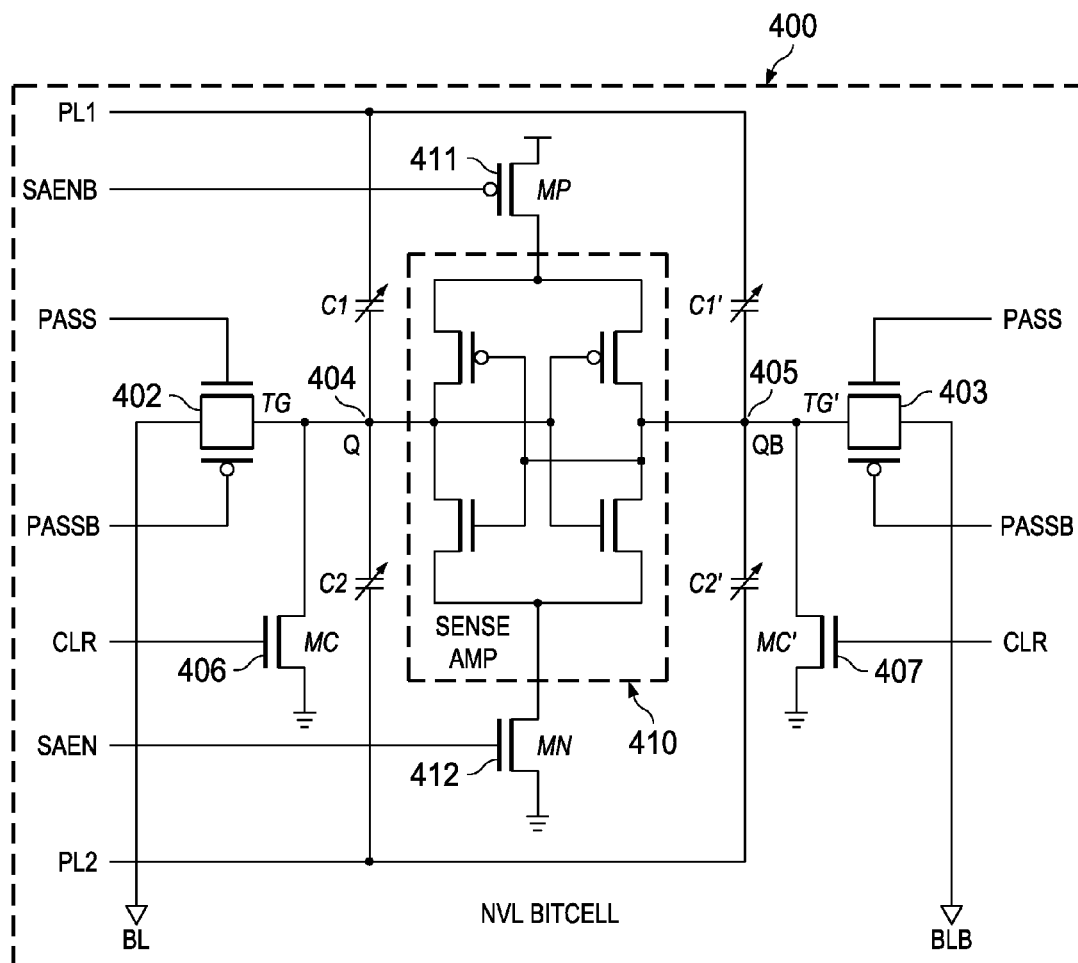 400
PL1
411
SAENB
MP
C1
C1'
PASS
PASS
402
TG
404
405
TG'
403
Q
QB
PASSB
PASSB
C2
C2'
SENSE
AMP
CLR
MC
MC'
CLR
406
407
410
SAEN
MN
412
PL2
NVL BITCELL
BL
BLB